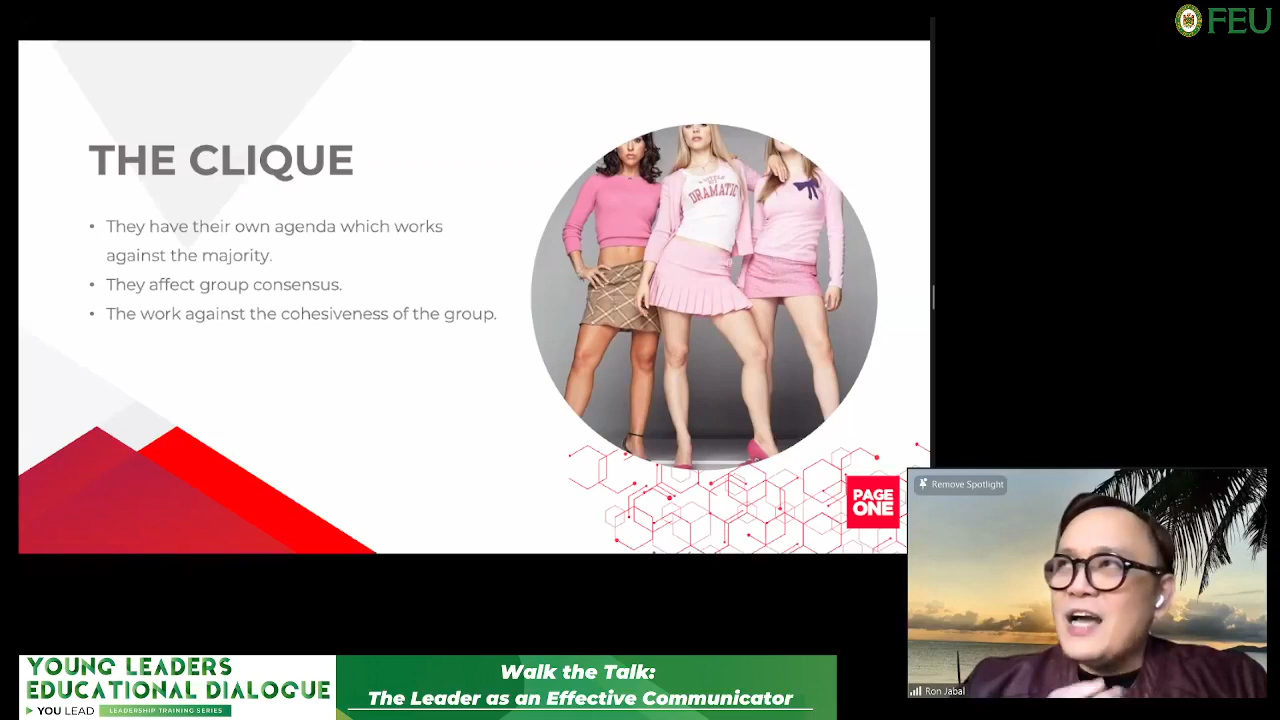 FEU
THE CLIQUE
• They have their own agenda which works
against the majority.
• They affect group consensus.
• The work against the cohesiveness of the group.
DRAMATIC
PAGE
ONE
Remove Spotlight
Ron Jabal
YOUNG LEADERS
EDUCATIONAL DIALOGUE
YOU LEAD LEADERSHIP TRAINING SERIES
Walk the Talk:
The Leader as an Effective Communicator